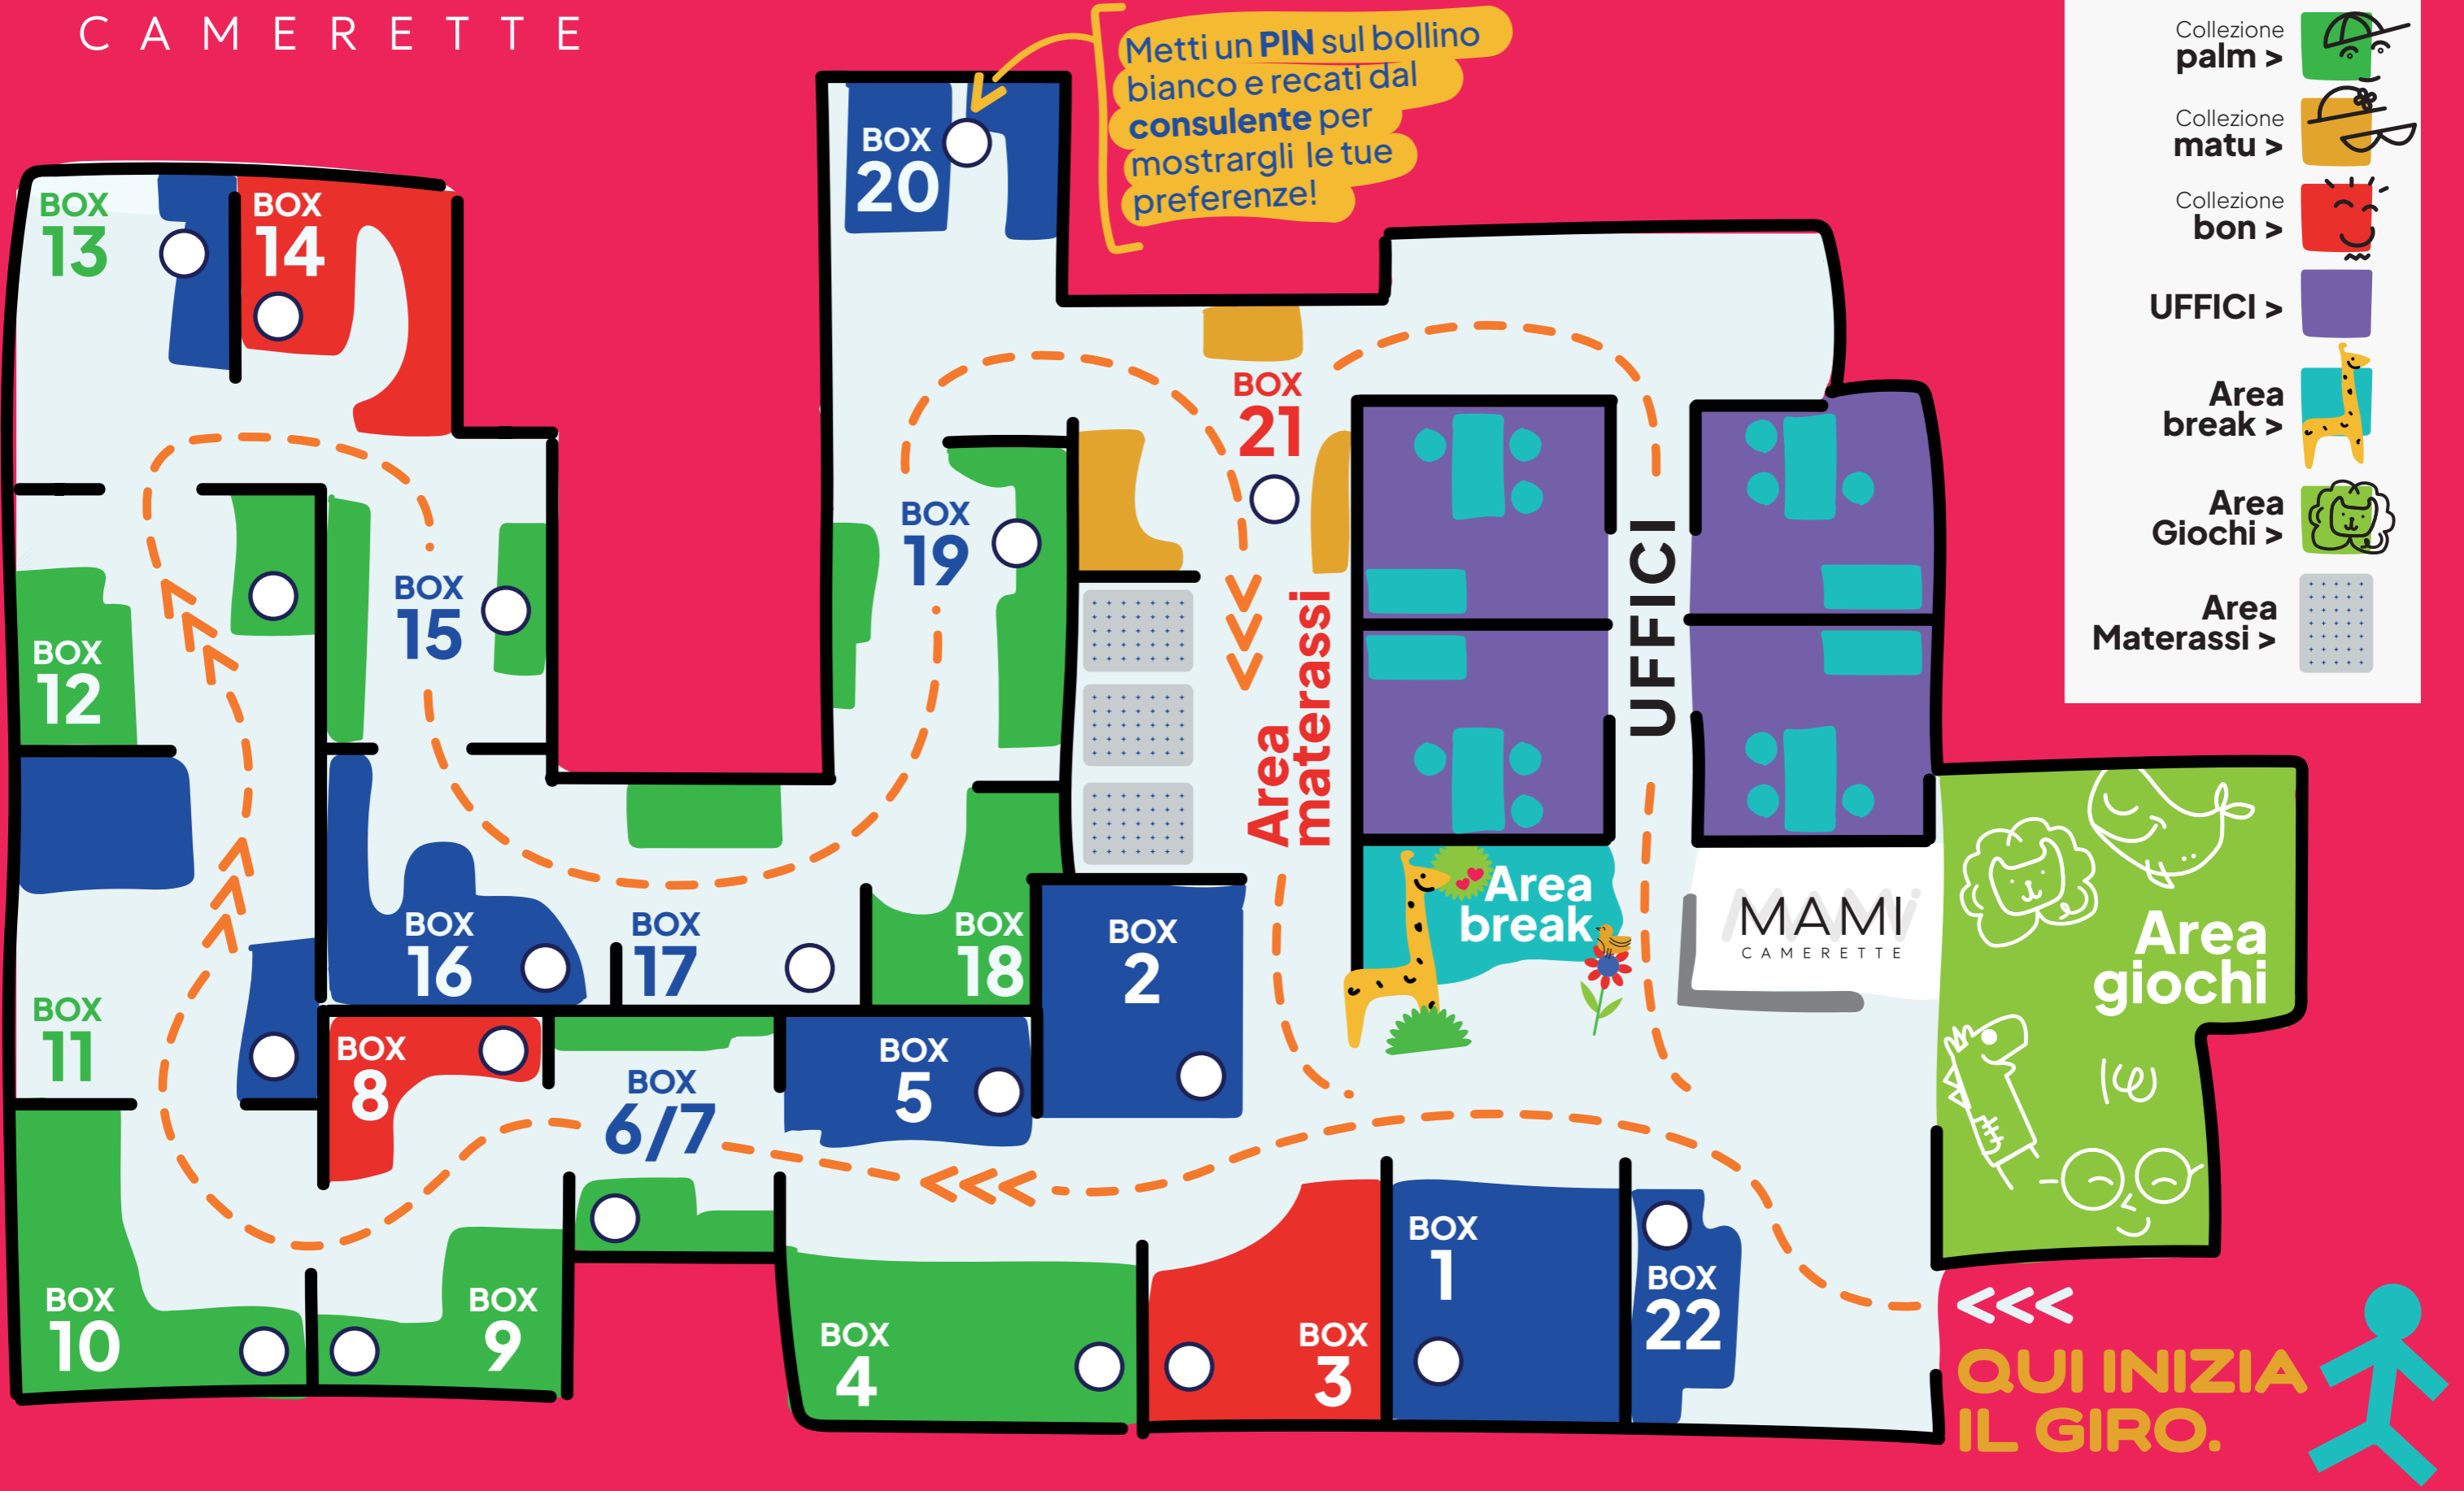 CAMERETTE
Metti un PIN sul bollino
bianco e recati dal
consulente per
mostrargli le tue
preferenze!
Collezione
palm >
Collezione
matu >
Collezione
bon >
UFFICI >
Area
break >
Area
Giochi >
Area
Materassi >
BOX
20
BOX
13
BOX
14
BOX
21
BOX
19
BOX
15
BOX
12
UFFICI
Area
materassi
Area
break
MAMI
CAMERETTE
Area
giochi
BOX
16
BOX
17
BOX
18
BOX
2
BOX
11
BOX
8
BOX
6/7
BOX
5
BOX
10
BOX
9
BOX
4
BOX
3
BOX
1
BOX
22
<<<
QUI INIZIA
IL GIRO.